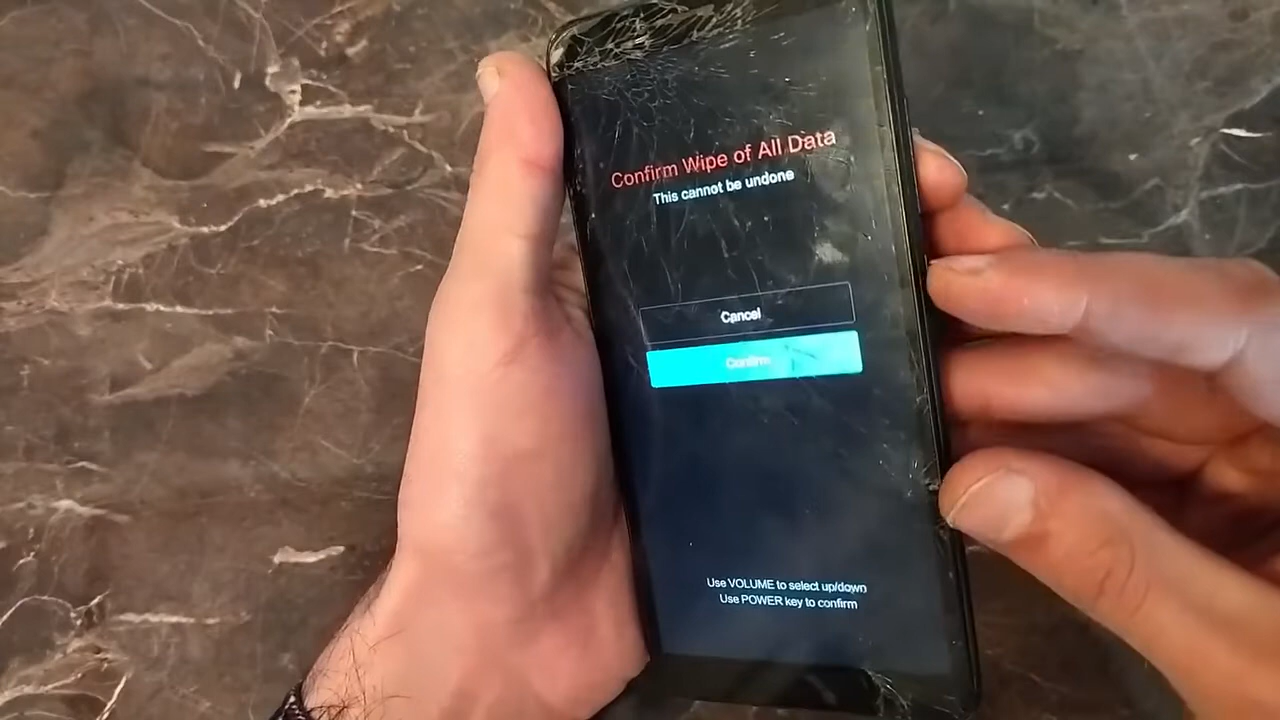 Confirm Wipe of All Data
This cannot be undone
Cancel
Confirm
Use VOLUME to select up/down
Use POWER key to confirm